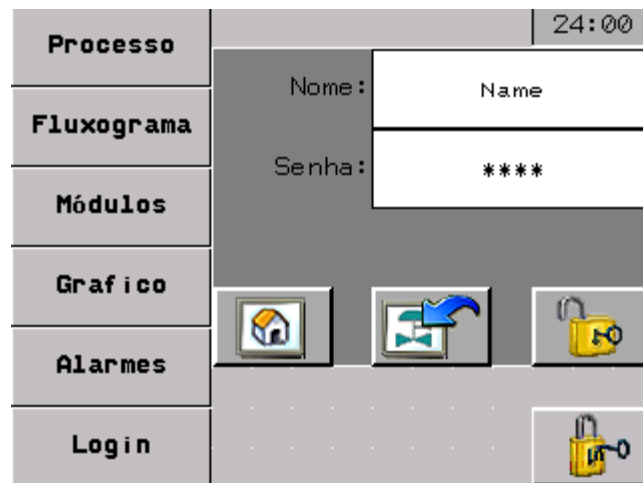 Processo
Fluxograma
Módulos
Grafico
Alarmes
Login
24:00
Nome: Name
Senha: ****